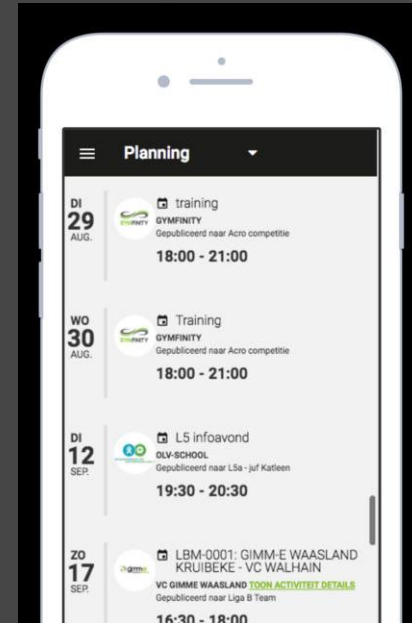 Planning
DI
29
AUG.
training
GYMFINITY
GYMFINITY
Gepubliceerd naar Acro competitie
18:00 - 21:00
WO
30
AUG.
Training
GYMFINITY
GYMFINITY
Gepubliceerd naar Acro competitie
18:00 - 21:00
DI
12
SEP.
L5 infoavond
OLV-SCHOOL
Gepubliceerd naar L5a - juf Katleen
19:30 - 20:30
ZO
17
SEP.
gimme
LBM-0001: GIMM-E WAASLAND
KRUIBEKE - VC WALHAIN
VC GIMME WAASLAND TOON ACTIVITEIT DETAILS
Gepubliceerd naar Liga B Team
16:30 - 18:00